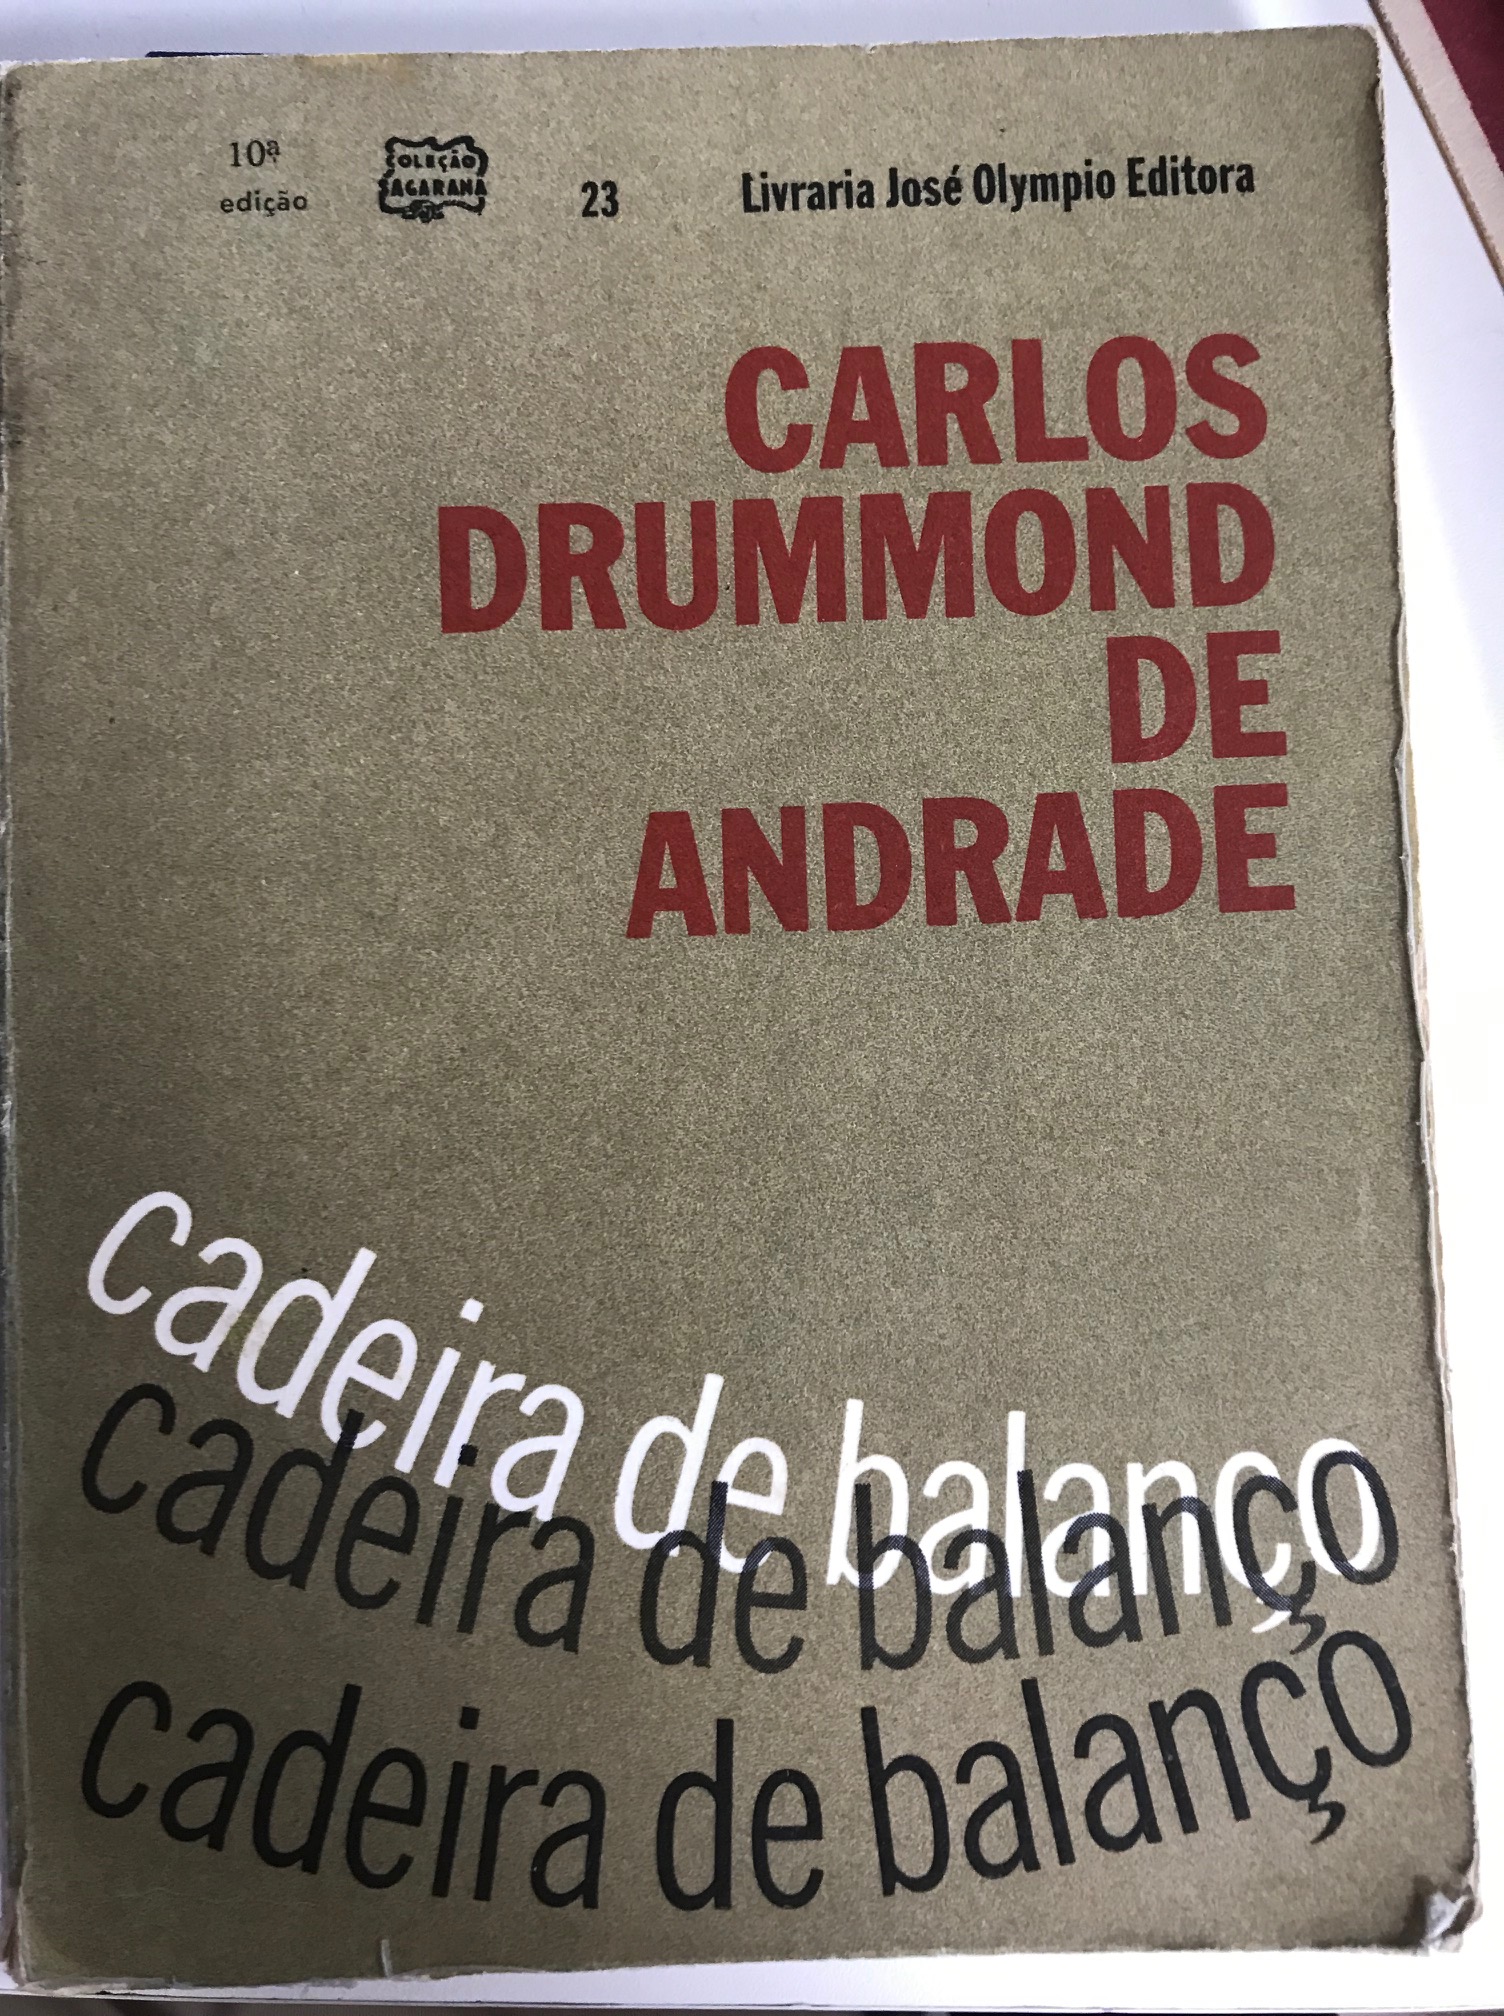 10ª
edição
COLEÇÃO
SAGARANA
23
Livraria José Olympio Editora
CARLOS
DRUMMOND
DE
ANDRADE
cadeira de balanço
cadeira de balanço
cadeira de balanço